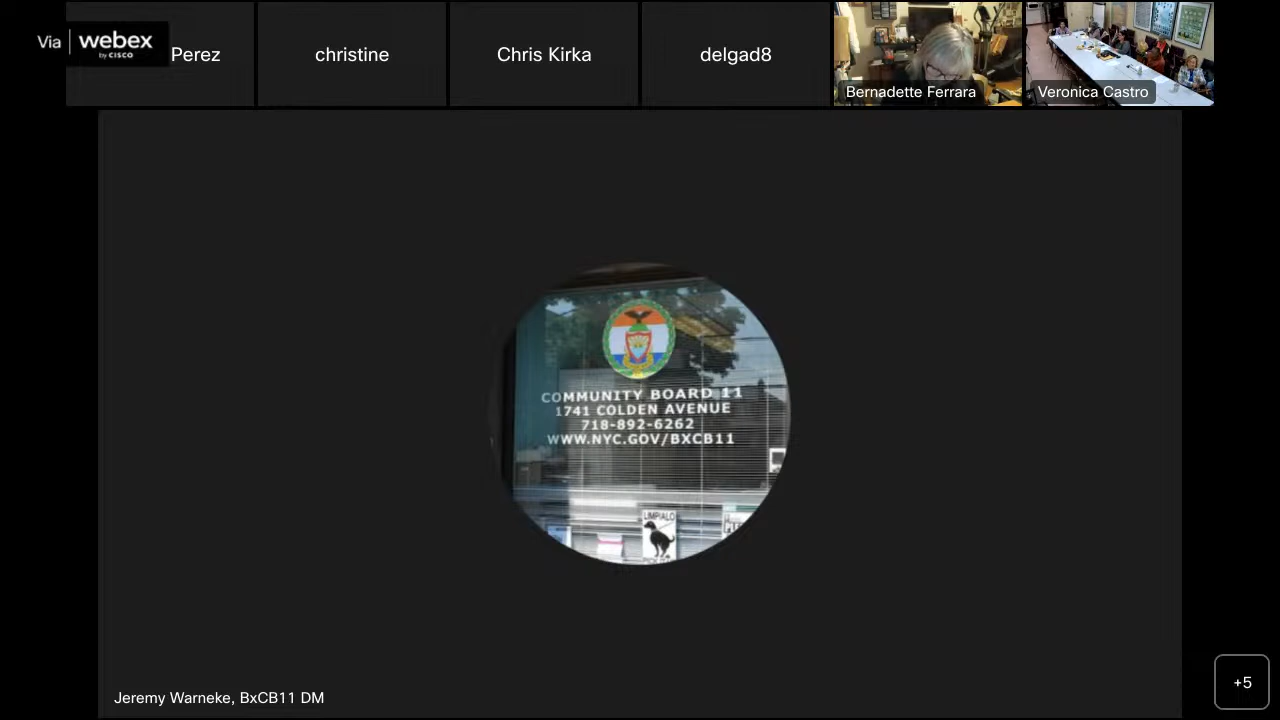 Via webex
by CISCO
Perez
christine
Chris Kirka
delgad8
Bernadette Ferrara
Veronica Castro
COMMUNITY BOARD 11
1741 COLDEN AVENUE
718-892-6262
WWW.NYC.GOV/BXCB11
LIMPIALO
Jeremy Warneke, BxCB11 DM
+5